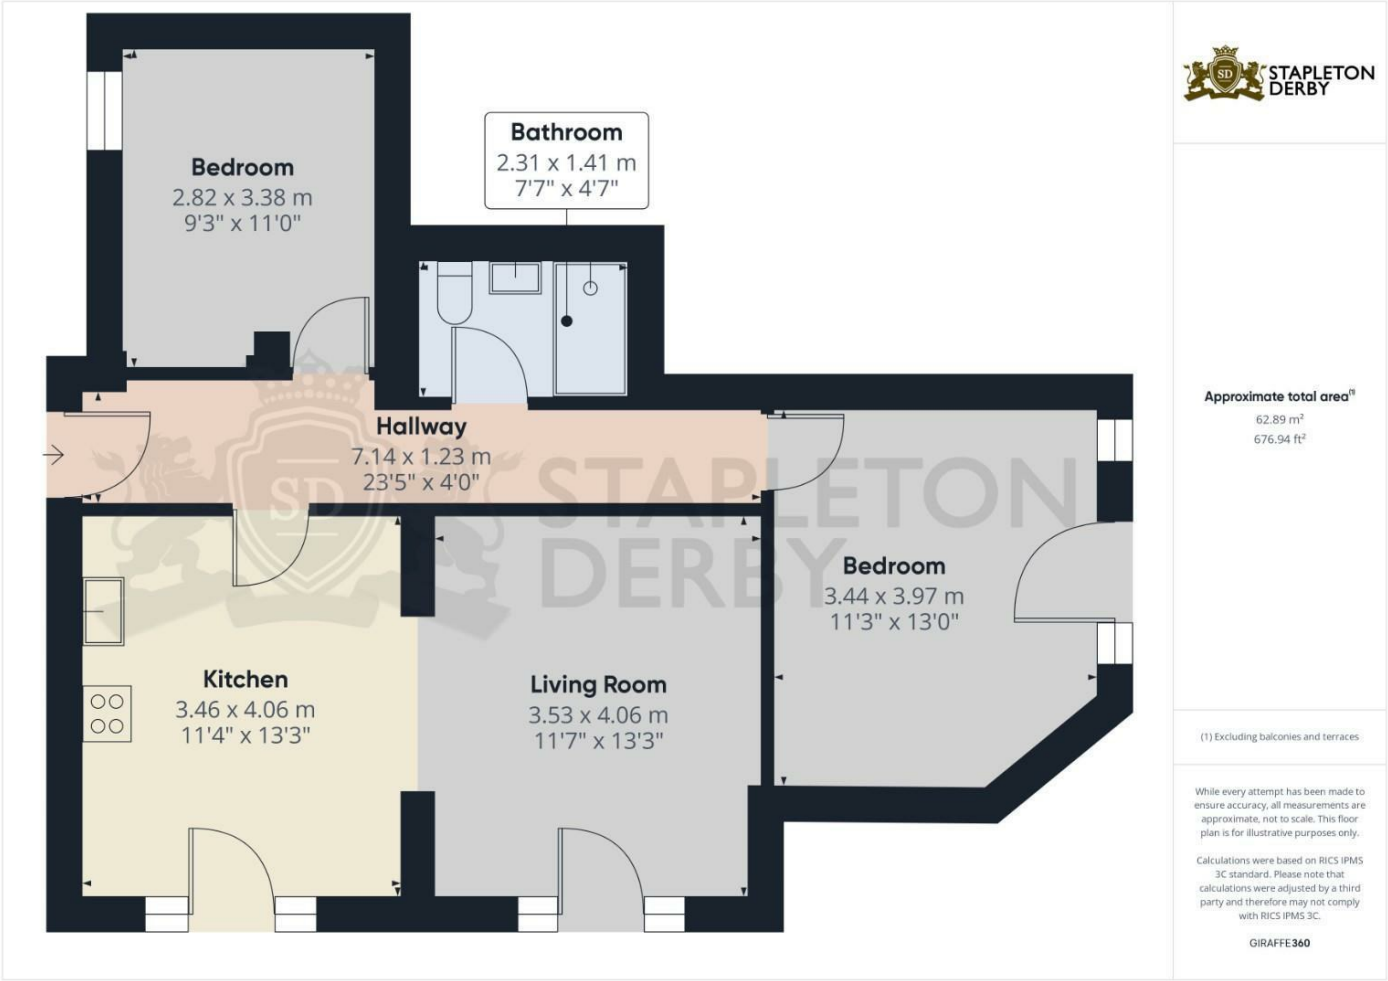 Bedroom
2.82 x 3.38 m
9'3" x 11'0"
Bathroom
2.31 x 1.41 m
7'7" x 4'7"
Hallway
7.14 x 1.23 m
23'5" x 4'0"
SD
STAPLETON
DERBY
Bedroom
3.44 x 3.97 m
11'3" x 13'0"
Kitchen
3.46 x 4.06 m
11'4" x 13'3"
Living Room
3.53 x 4.06 m
11'7" x 13'3"
SD
STAPLETON
DERBY
Approximate total area(1)
62.89 m²
676.94 ft²
(1) Excluding balconies and terraces
While every attempt has been made to
ensure accuracy, all measurements are
approximate, not to scale. This floor
plan is for illustrative purposes only.
Calculations were based on RICS IPMS
3C standard. Please note that
calculations were adjusted by a third
party and therefore may not comply
with RICS IPMS 3C.
GIRAFFE360